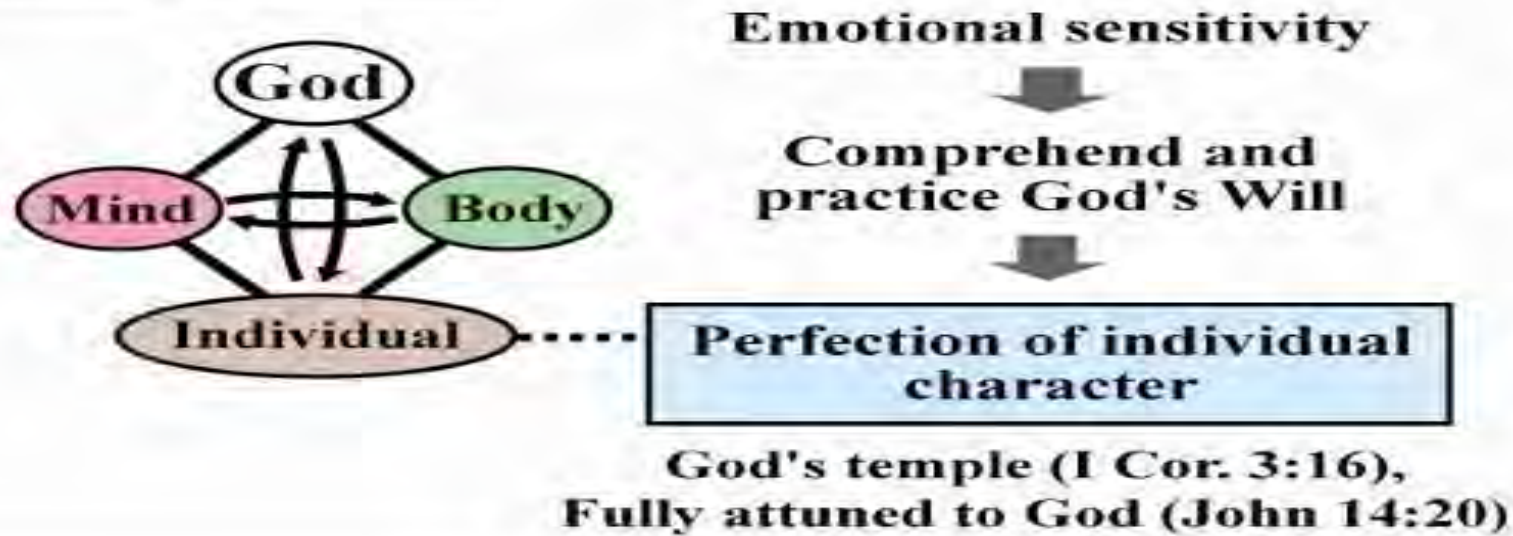 God
Mind
Body
Individual
Emotional sensitivity
Comprehend and
practice God's Will
Perfection of individual
character
God's temple (I Cor. 3:16),
Fully attuned to God (John 14:20)